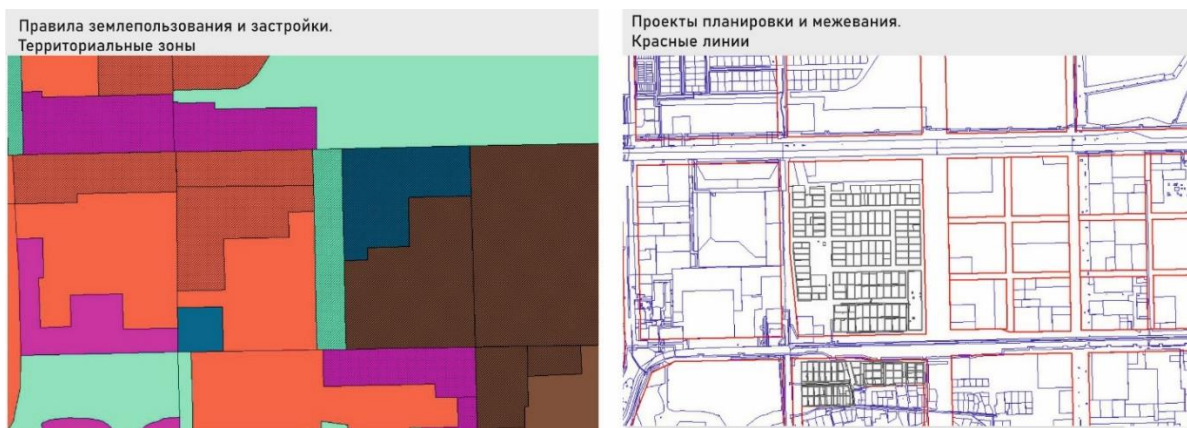 Правила землепользования и застройки.
Территориальные зоны
Проекты планировки и межевания.
Красные линии